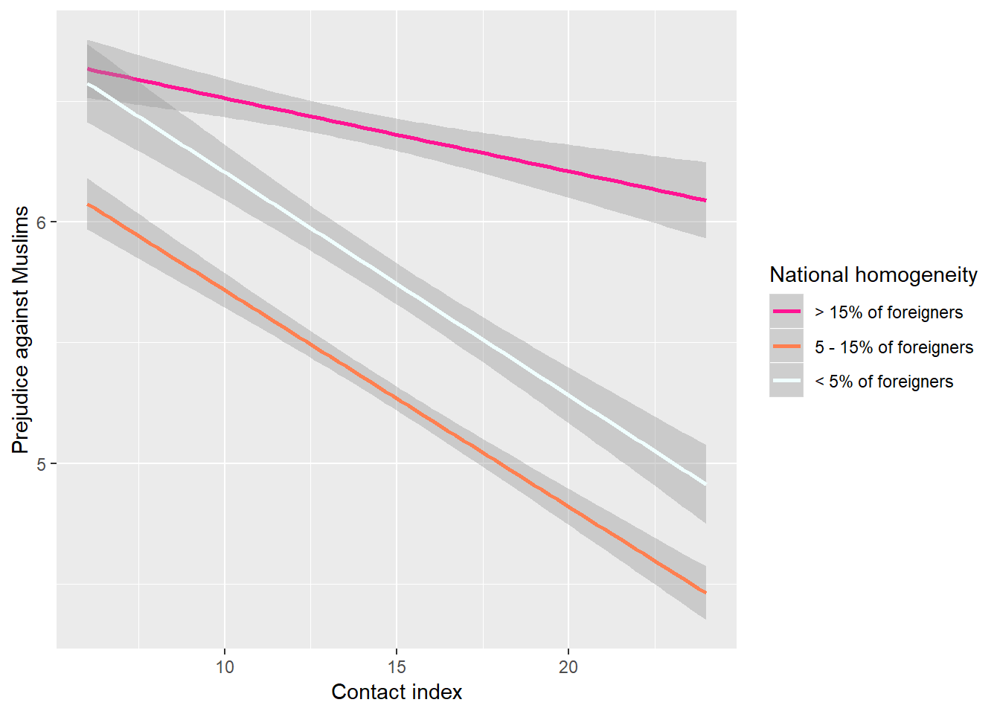 Prejudice against Muslims
6
5
10
15
20
Contact index
National homogeneity
> 15% of foreigners
5 - 15% of foreigners
< 5% of foreigners